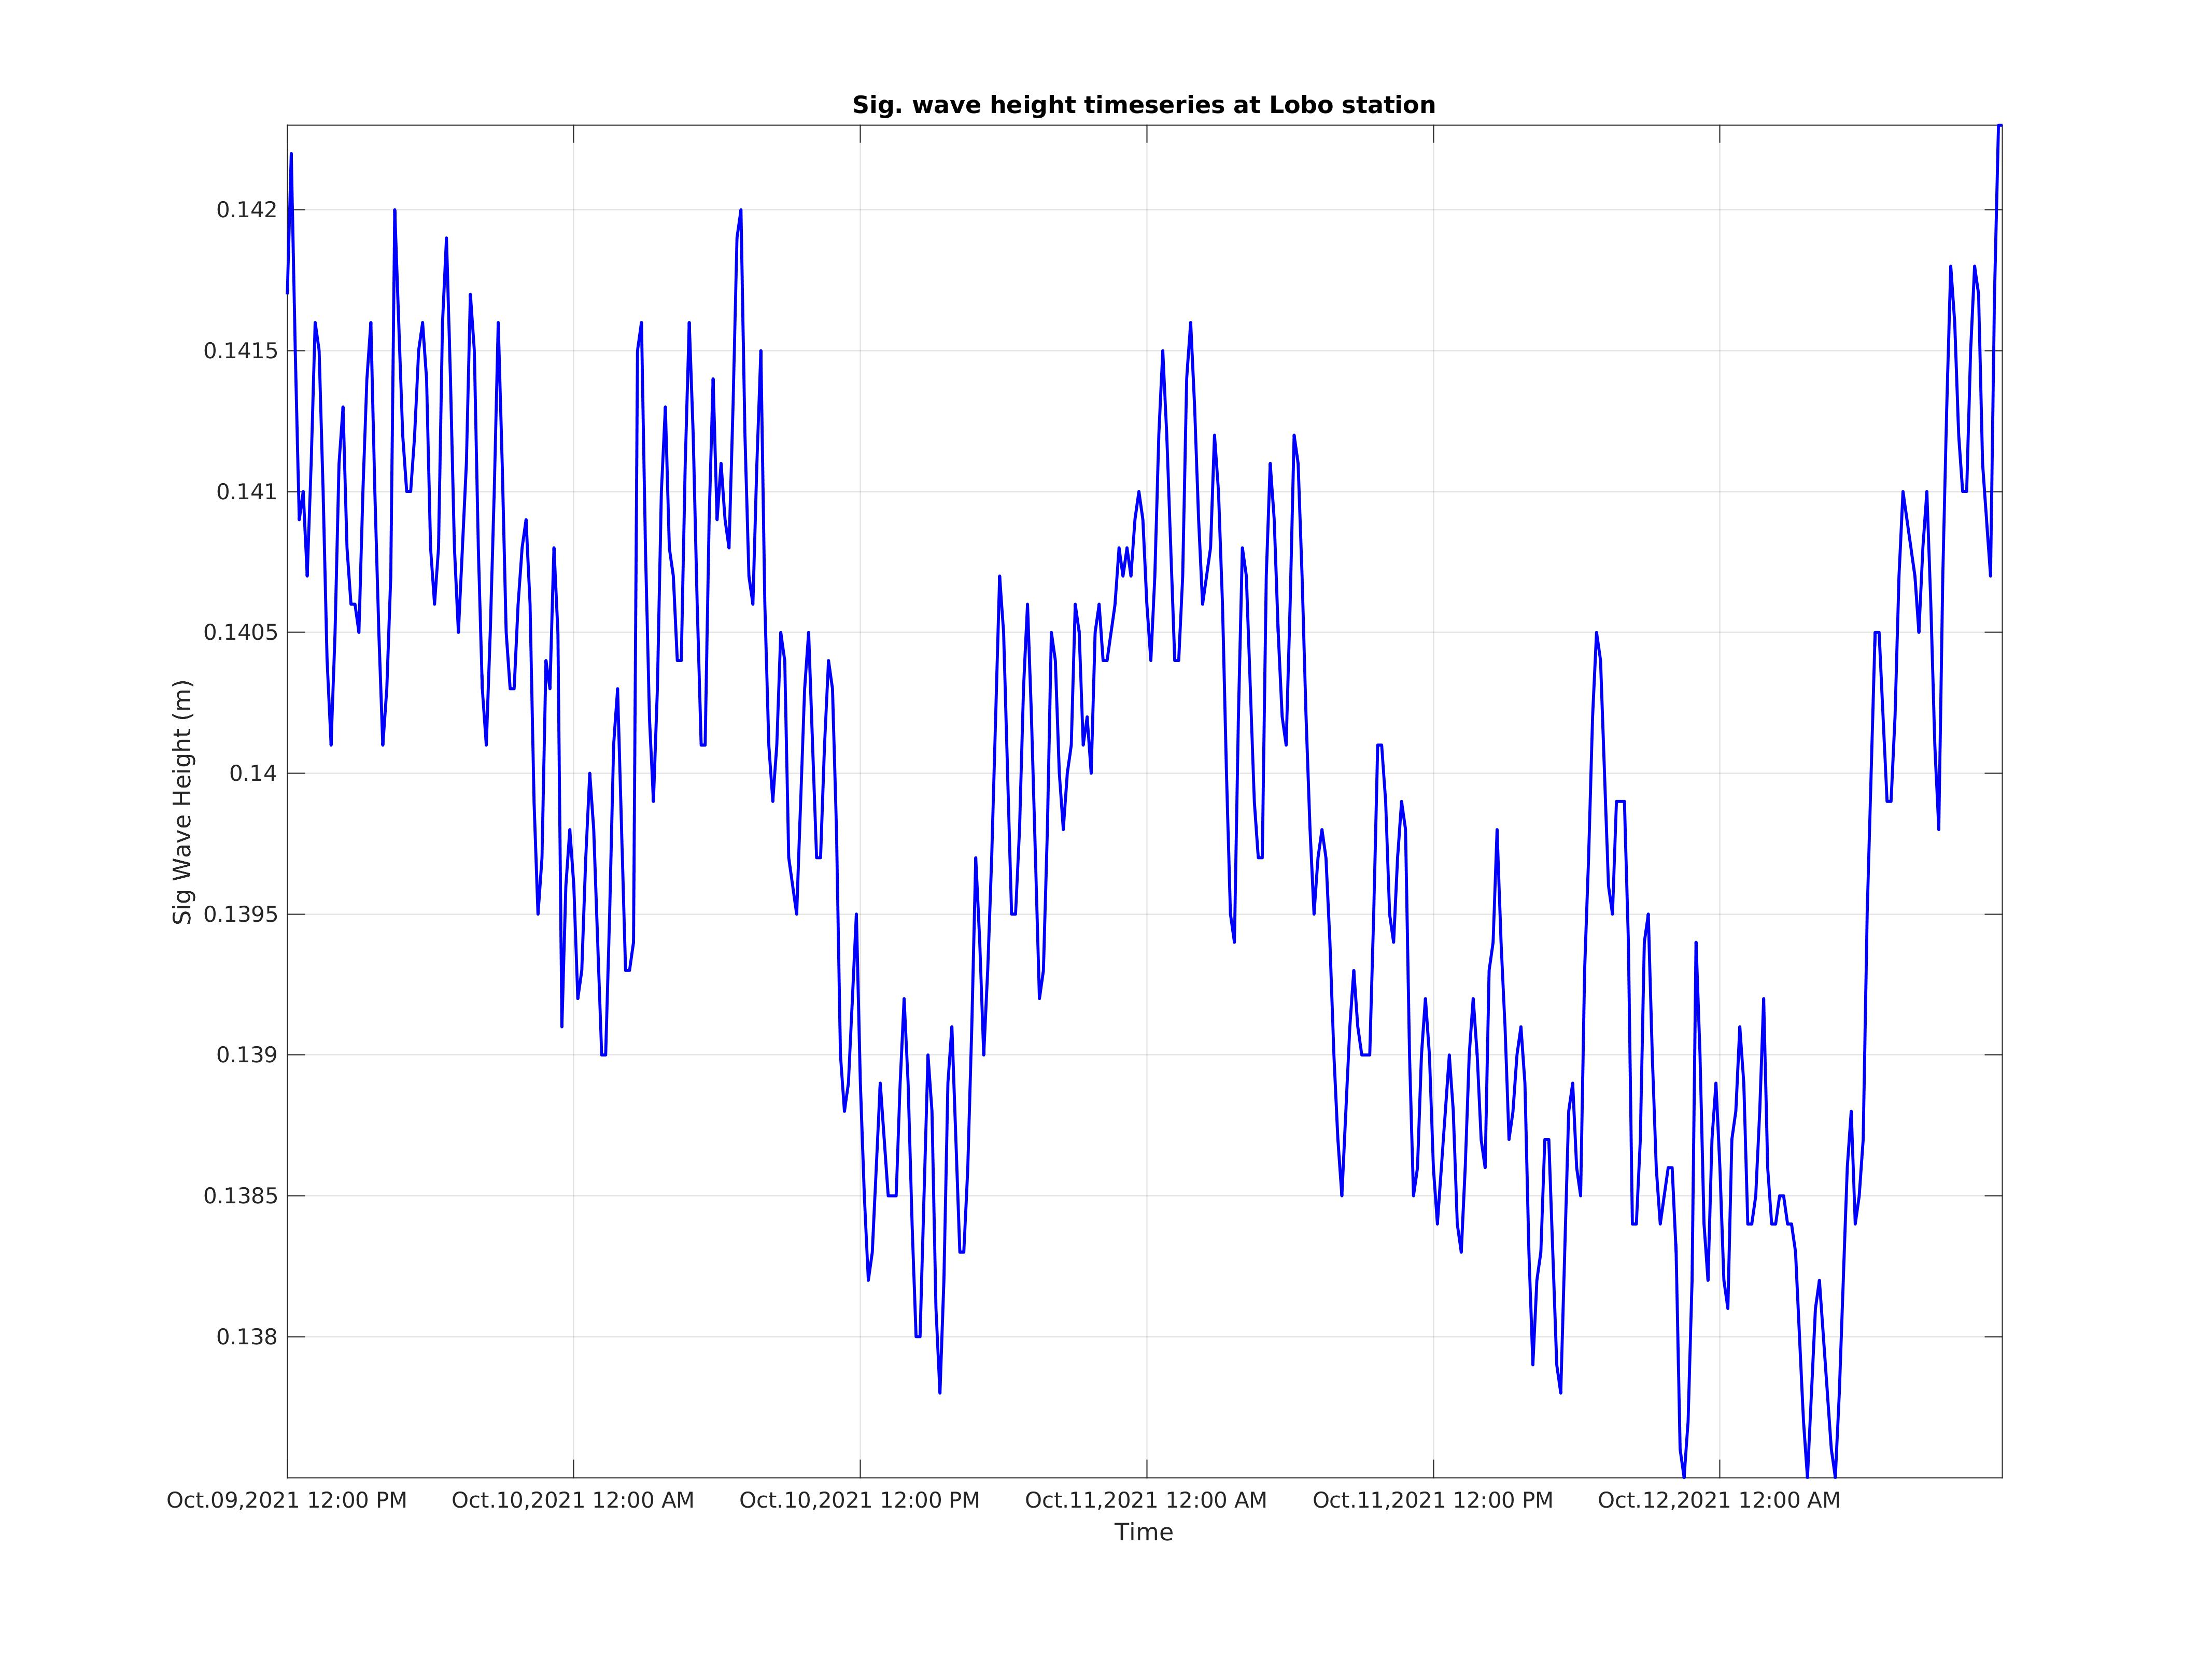 Sig. wave height timeseries at Lobo station
0.142
0.1415
0.141
0.1405
0.14
0.1395
0.139
0.1385
0.138
Sig Wave Height (m)
Oct.09,2021 12:00 PM
Oct.10,2021 12:00 AM
Oct.10,2021 12:00 PM
Oct.11,2021 12:00 AM
Oct.11,2021 12:00 PM
Oct.12,2021 12:00 AM
Time